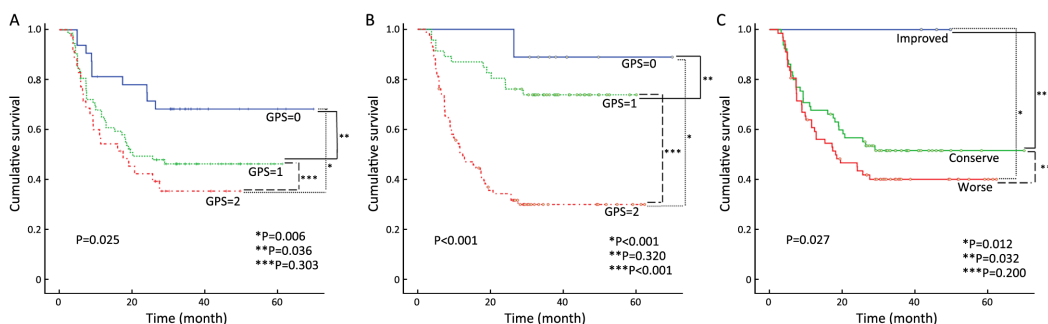 A
Cumulative survival
1.0
0.8
0.6
0.4
0.2
0
0
20
40
60
Time (month)
GPS=0
GPS=1
GPS=2
**
*
***
P=0.025
*P=0.006
**P=0.036
***P=0.303
B
Cumulative survival
1.0
0.8
0.6
0.4
0.2
0
0
20
40
60
Time (month)
GPS=0
GPS=1
GPS=2
**
*
***
P<0.001
*P<0.001
**P=0.320
***P<0.001
C
Cumulative survival
1.0
0.8
0.6
0.4
0.2
0
0
20
40
60
Time (month)
Improved
Conserve
Worse
*
P=0.027
*P=0.012
**P=0.032
***P=0.200